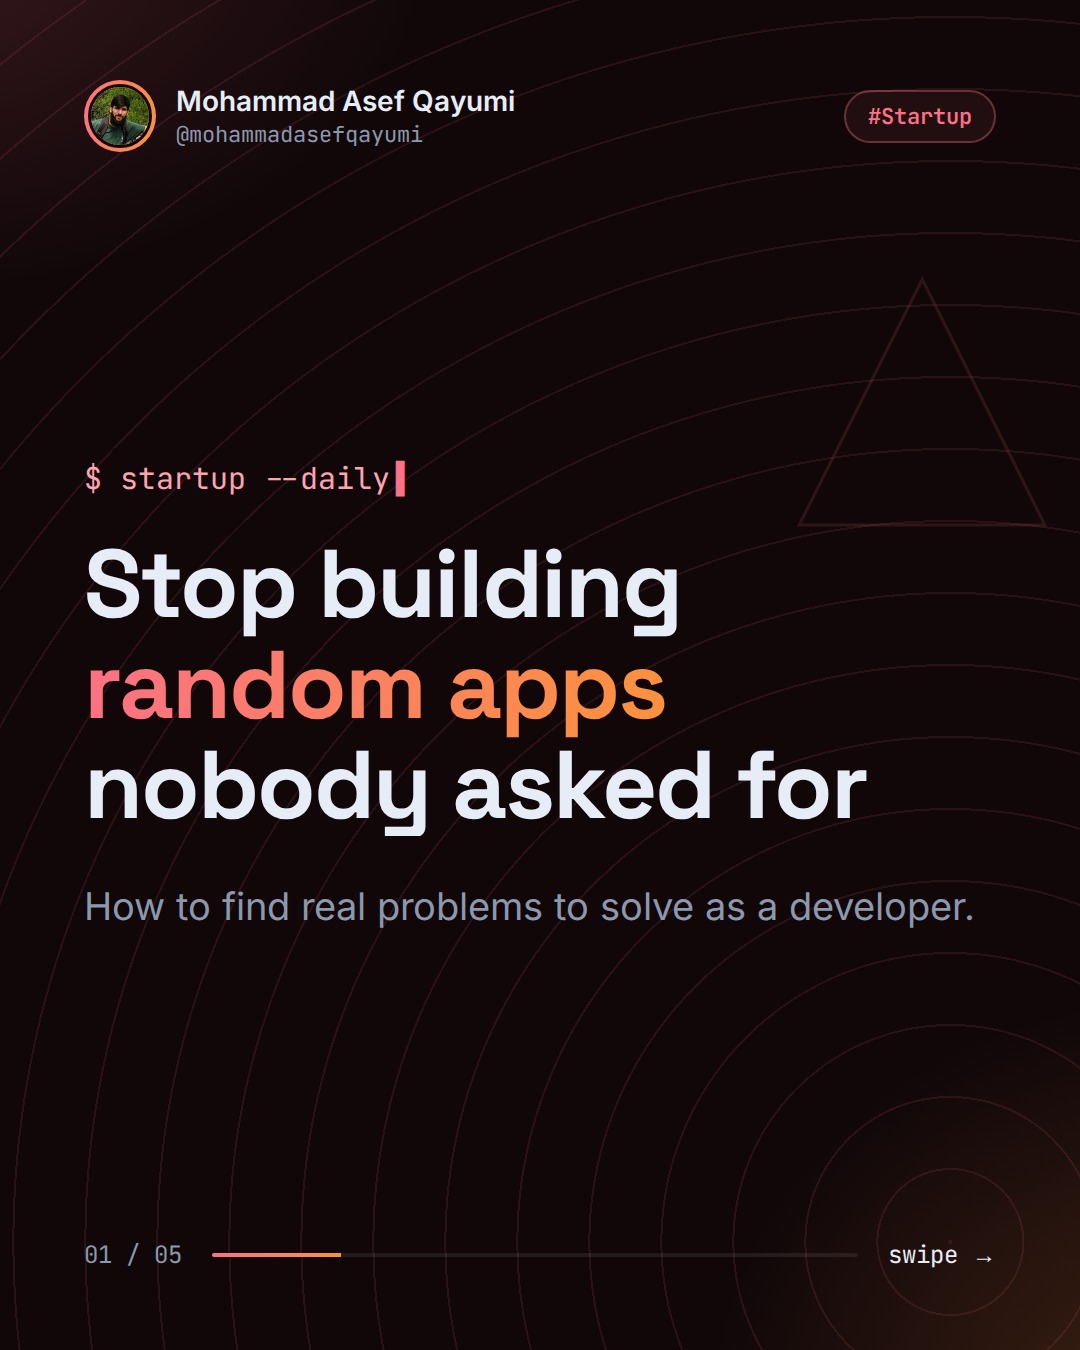 Mohammad Asef Qayumi
@mohammadasefqayumi
#Startup
$ startup --daily
Stop building
random apps
nobody asked for
How to find real problems to solve as a developer.
01 / 05
swipe →